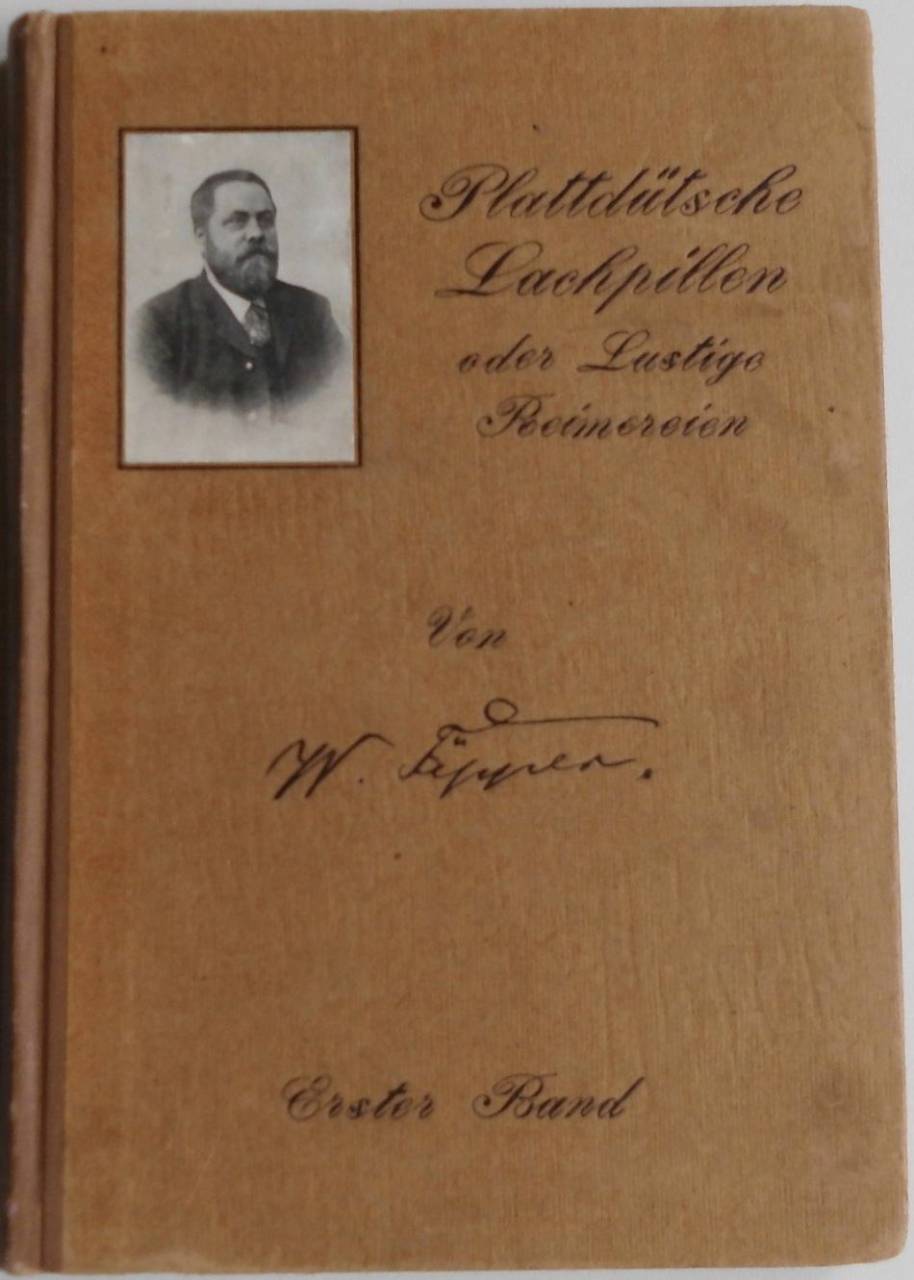 Plattdütsche
Lachpillen
oder Lustige
Reimereien
Von
W.
Erster Band